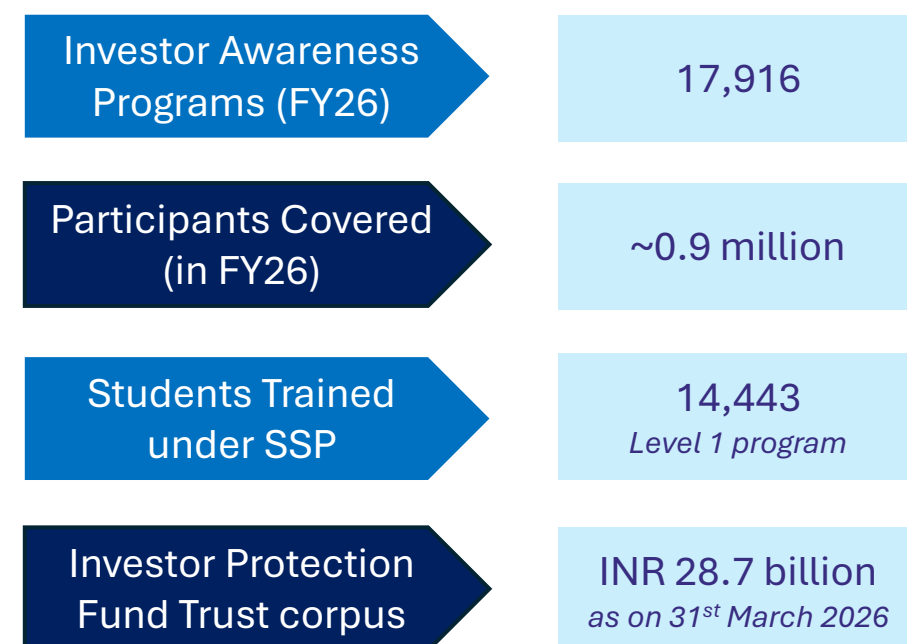 Investor Awareness
Programs (FY26)
17,916
Participants Covered
(in FY26)
~0.9 million
Students Trained
under SSP
14,443
Level 1 program
Investor Protection
Fund Trust corpus
INR 28.7 billion
as on 31st March 2026